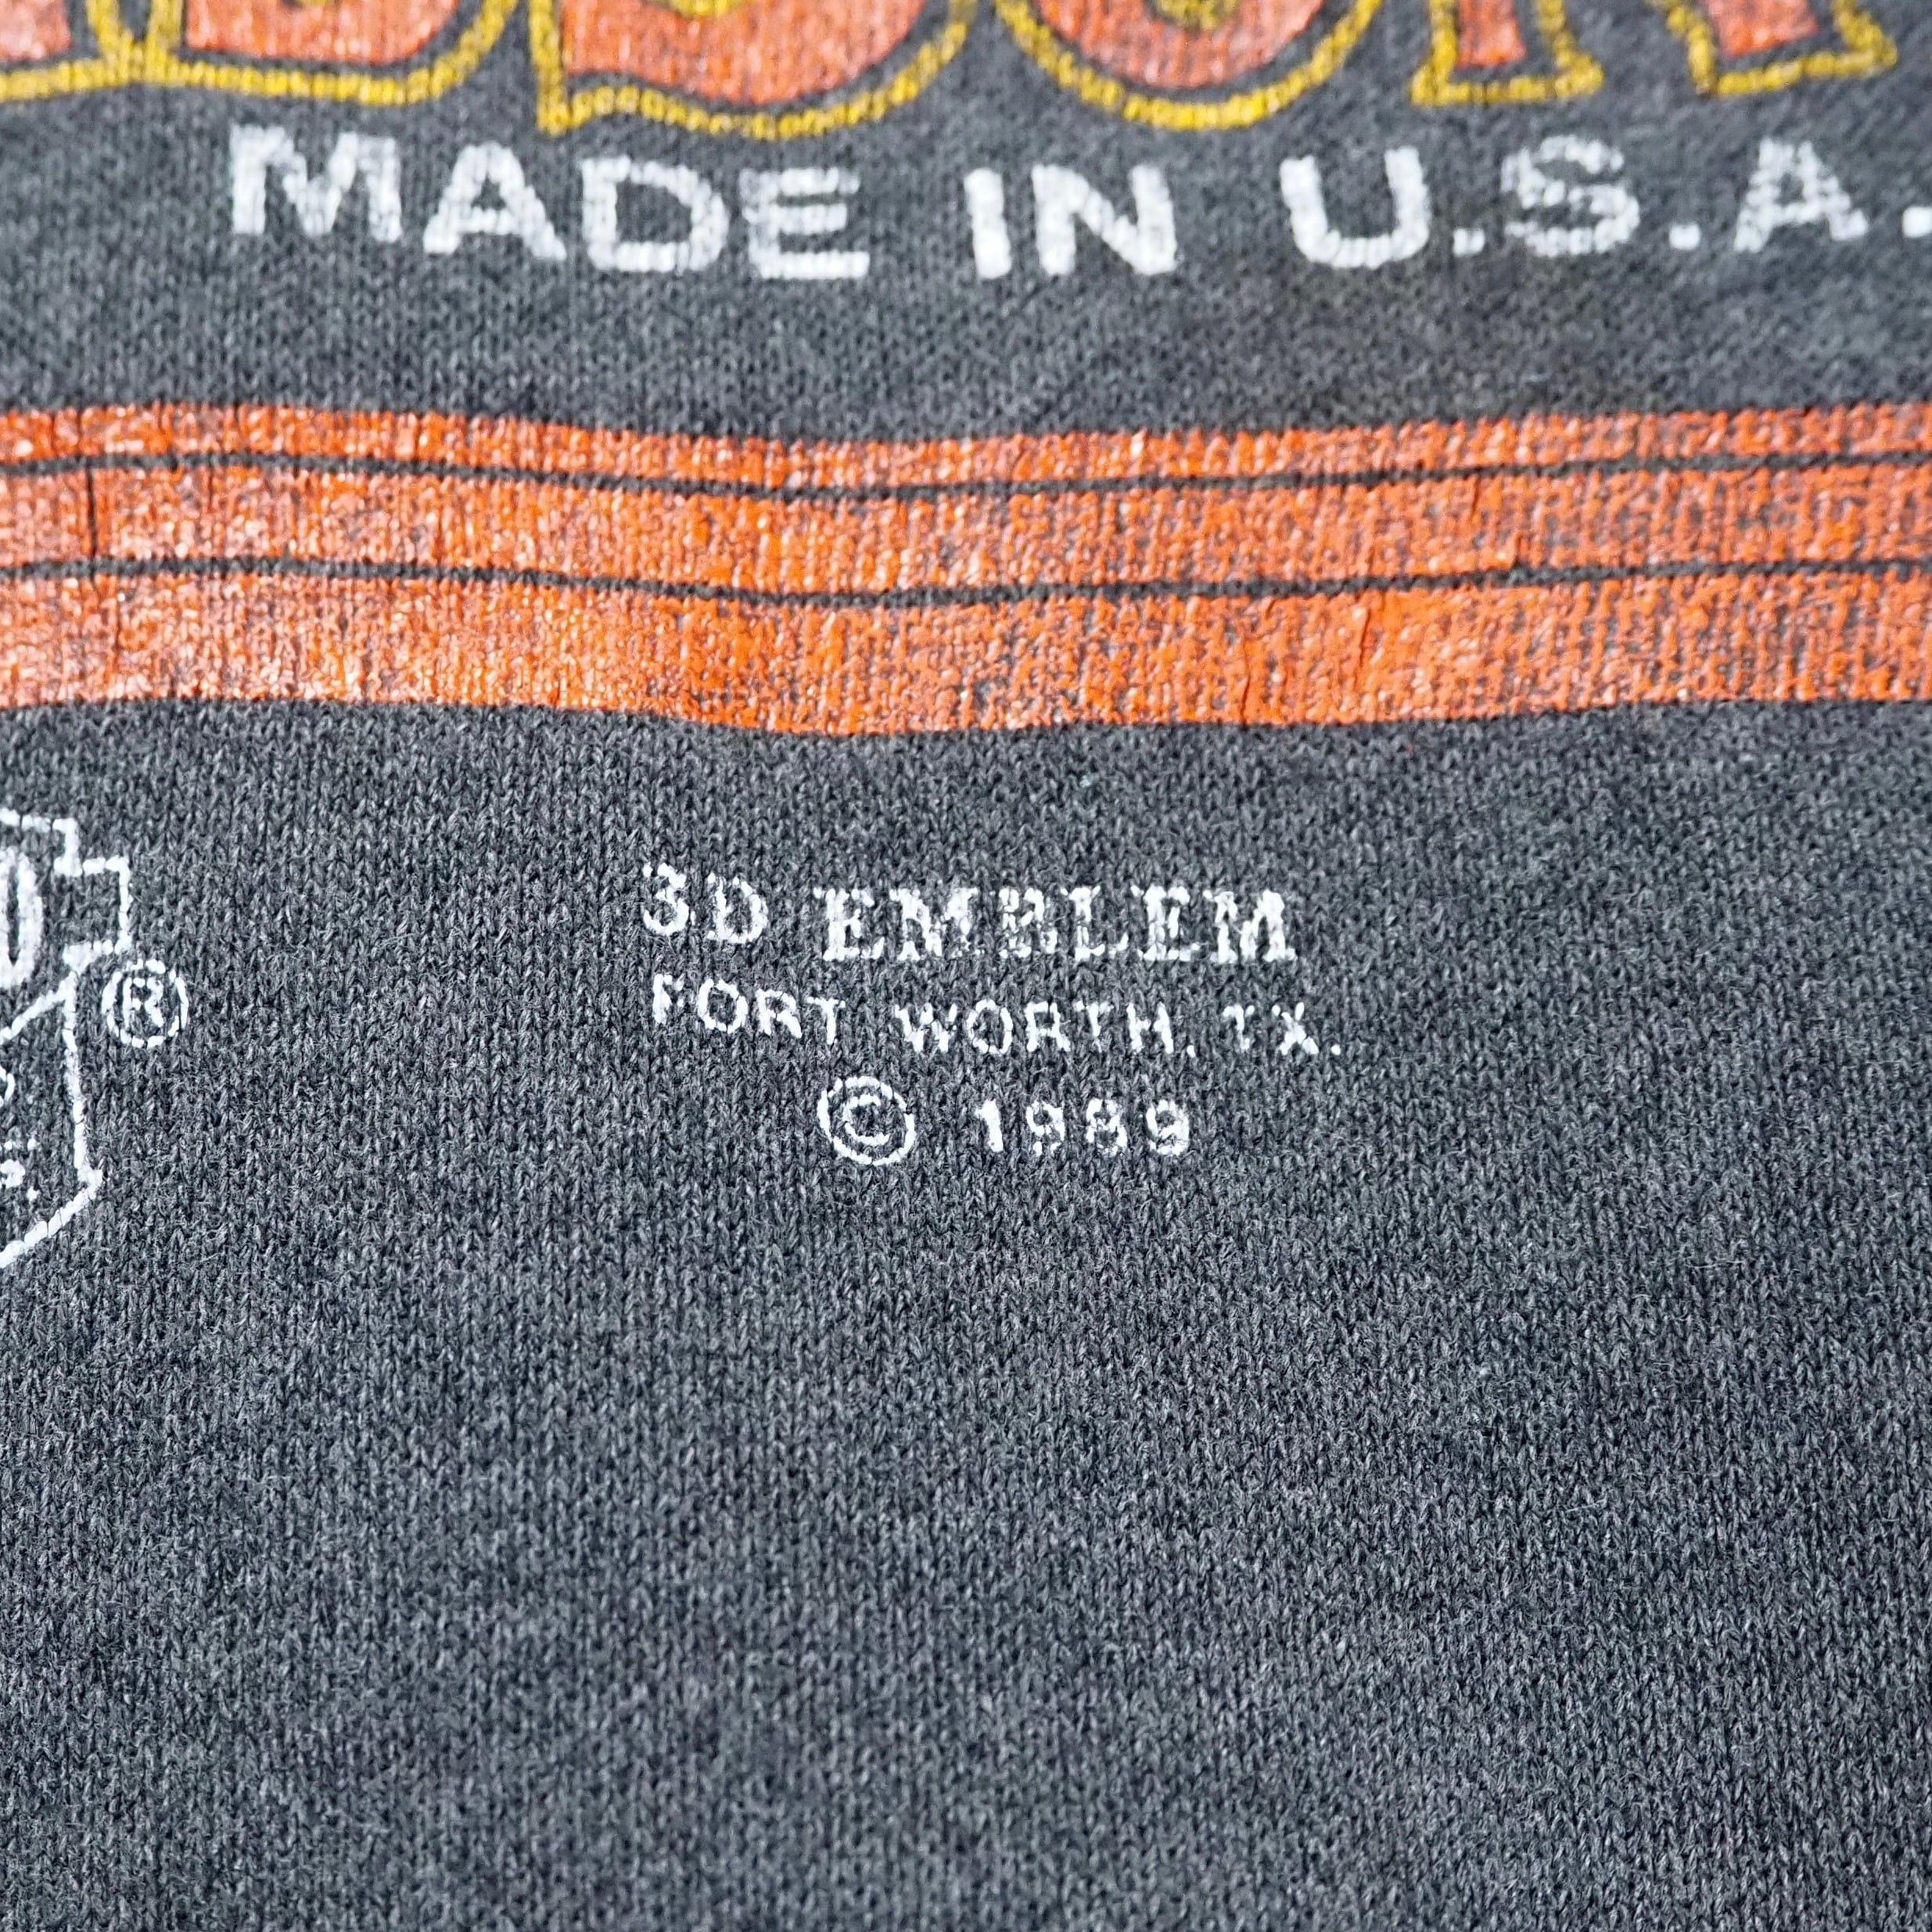 MADE IN U.S.A.
®
3D EMBLEM
FORT WORTH, TX.
© 1989